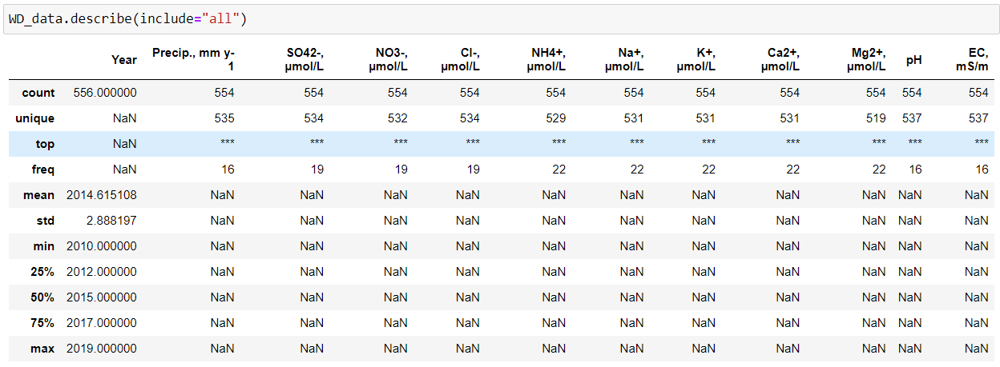 WD_data.describe(include="all")
Year Precip., mm y-1 SO42-, µmol/L NO3-, µmol/L Cl-, µmol/L NH4+, µmol/L Na+, µmol/L K+, µmol/L Ca2+, µmol/L Mg2+, µmol/L pH EC, mS/m
count 556.000000 554 554 554 554 554 554 554 554 554 554 554
unique NaN 535 534 532 534 529 531 531 531 519 537 537
top NaN *** *** *** *** *** *** *** *** *** *** ***
freq NaN 16 19 19 19 22 22 22 22 22 16 16
mean 2014.615108 NaN NaN NaN NaN NaN NaN NaN NaN NaN NaN NaN
std 2.888197 NaN NaN NaN NaN NaN NaN NaN NaN NaN NaN NaN
min 2010.000000 NaN NaN NaN NaN NaN NaN NaN NaN NaN NaN NaN
25% 2012.000000 NaN NaN NaN NaN NaN NaN NaN NaN NaN NaN NaN
50% 2015.000000 NaN NaN NaN NaN NaN NaN NaN NaN NaN NaN NaN
75% 2017.000000 NaN NaN NaN NaN NaN NaN NaN NaN NaN NaN NaN
max 2019.000000 NaN NaN NaN NaN NaN NaN NaN NaN NaN NaN NaN